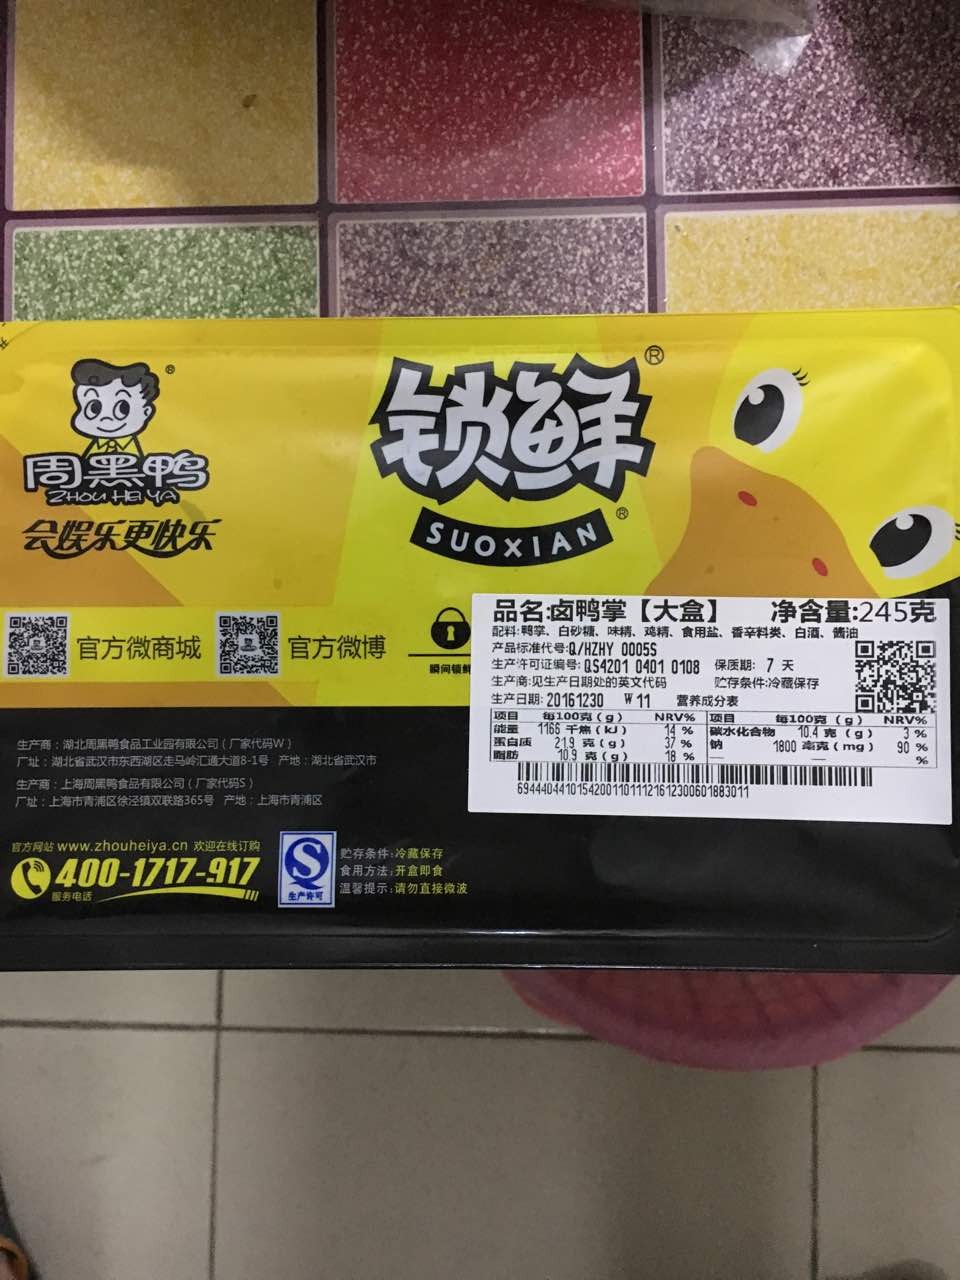 周黑鸭
ZHOU HEI YA
会娱乐更快乐
锁鲜®
SUOXIAN®
官方微商城
官方微博
瞬间锁鲜
品名:卤鸭掌【大盒】 净含量:245克
配料:鸭掌、白砂糖、味精、鸡精、食用盐、香辛料类、白酒、酱油
产品标准代号:Q/HZHY 0005S
生产许可证编号:QS4201 0401 0108 保质期: 7 天
生产商:见生产日期处的英文代码 贮存条件:冷藏保存
生产日期: 20161230 W 11 营养成分表
项目 每100克(g) NRV% 项目 每100克(g) NRV%
能量 1166 千焦(kJ) 14 % 碳水化合物 10.4 克(g) 3 %
蛋白质 21.9 克(g) 37 % 钠 1800 毫克(mg) 90 %
脂肪 10.9 克(g) 18 % — — %
生产商：湖北周黑鸭食品工业园有限公司（厂家代码W）
厂址：湖北省武汉市东西湖区走马岭汇通大道8-1号 产地：湖北省武汉市
生产商：上海周黑鸭食品有限公司（厂家代码S）
厂址：上海市青浦区徐泾镇双联路365号 产地：上海市青浦区
官方网站 www.zhouheiya.cn 欢迎在线订购
400-1717-917
服务电话
QS
生产许可
贮存条件:冷藏保存
食用方法:开盒即食
温馨提示:请勿直接微波